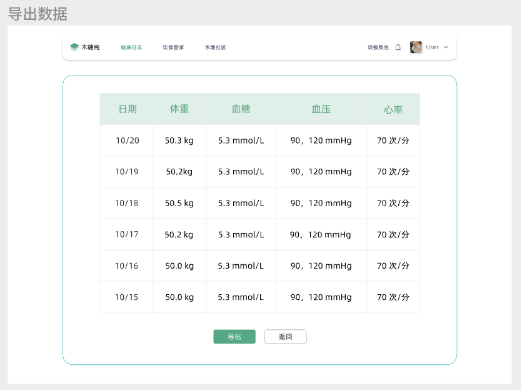 导出数据
木糖纯 健康日志 饮食管家 木糖社区 切换角色 User
日期 体重 血糖 血压 心率
10/20 50.3 kg 5.3 mmol/L 90，120 mmHg 70 次/分
10/19 50.2kg 5.3 mmol/L 90，120 mmHg 70 次/分
10/18 50.5 kg 5.3 mmol/L 90，120 mmHg 70 次/分
10/17 50.2 kg 5.3 mmol/L 90，120 mmHg 70 次/分
10/16 50.0 kg 5.3 mmol/L 90，120 mmHg 70 次/分
10/15 50.0 kg 5.3 mmol/L 90，120 mmHg 70 次/分
导出 返回